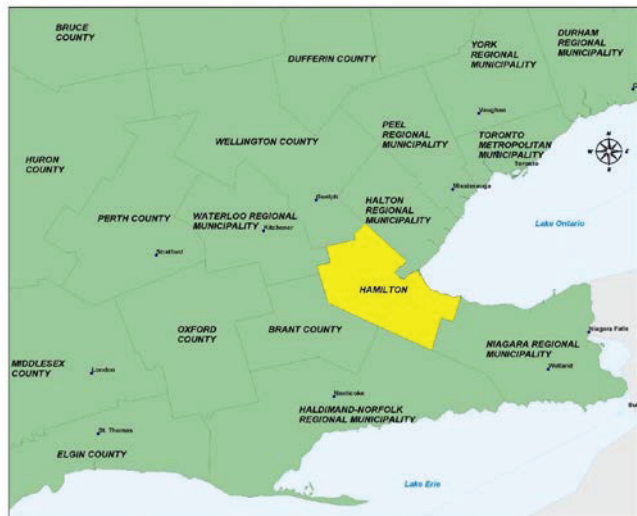 BRUCE
COUNTY
DUFFERIN COUNTY
YORK
REGIONAL
MUNICIPALITY
DURHAM
REGIONAL
MUNICIPALITY
Vaughan
WELLINGTON COUNTY
PEEL
REGIONAL
MUNICIPALITY
TORONTO
METROPOLITAN
MUNICIPALITY
Toronto
N
W
E
S
HURON
COUNTY
Guelph
Mississauga
HALTON
REGIONAL
MUNICIPALITY
PERTH COUNTY
WATERLOO REGIONAL
MUNICIPALITY
Kitchener
Lake Ontario
Stratford
HAMILTON
OXFORD
COUNTY
BRANT COUNTY
Niagara Falls
NIAGARA REGIONAL
MUNICIPALITY
Welland
MIDDLESEX
COUNTY
London
Nanticoke
HALDIMAND-NORFOLK
REGIONAL MUNICIPALITY
St. Thomas
ELGIN COUNTY
Lake Erie